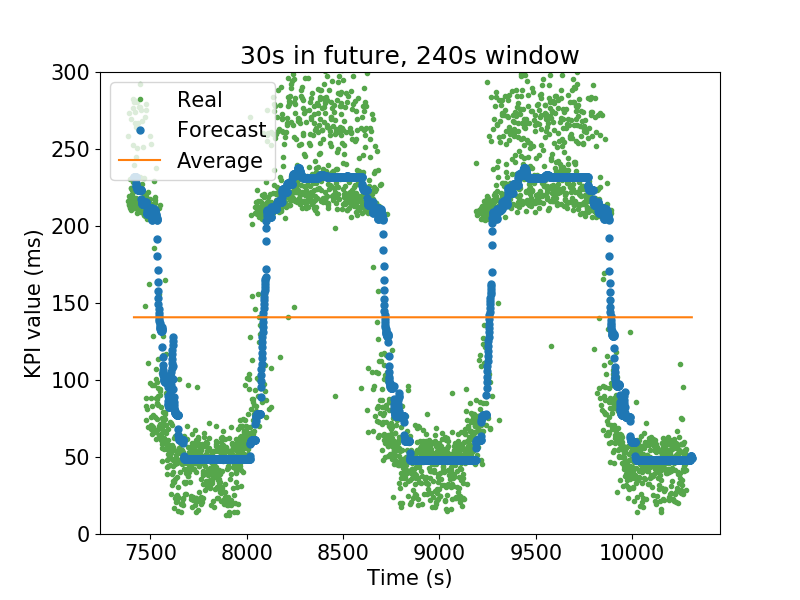 30s in future, 240s window
300
250
200
150
100
50
0
KPI value (ms)
Real
Forecast
Average
7500 8000 8500 9000 9500 10000
Time (s)